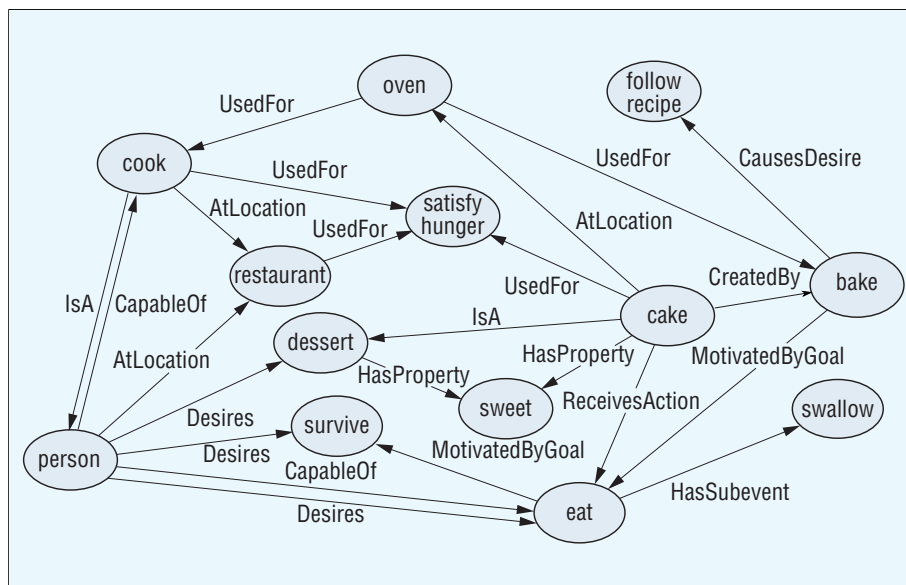 oven
follow
recipe
UsedFor
cook
UsedFor
UsedFor
CausesDesire
AtLocation
satisfy
hunger
UsedFor
AtLocation
restaurant
UsedFor
CreatedBy
bake
IsA
CapableOf
IsA
cake
dessert
AtLocation
HasProperty
MotivatedByGoal
HasProperty
sweet
ReceivesAction
swallow
Desires
survive
person
Desires
MotivatedByGoal
CapableOf
HasSubevent
Desires
eat